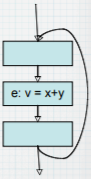 e: v = x+y